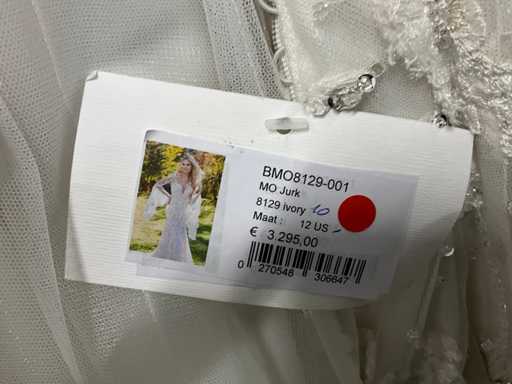 BMO8129-001
MO Jurk
8129 ivory 10
Maat : 12 US -
€ 3.295,00
0 270548 306647